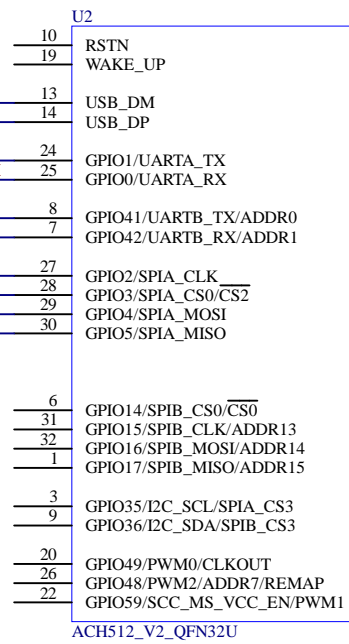 U2
10 RSTN
19 WAKE_UP
13 USB_DM
14 USB_DP
24 GPIO1/UARTA_TX
25 GPIO0/UARTA_RX
8 GPIO41/UARTB_TX/ADDR0
7 GPIO42/UARTB_RX/ADDR1
27 GPIO2/SPIA_CLK
28 GPIO3/SPIA_CS0/CS2
29 GPIO4/SPIA_MOSI
30 GPIO5/SPIA_MISO
6 GPIO14/SPIB_CS0/CS0
31 GPIO15/SPIB_CLK/ADDR13
32 GPIO16/SPIB_MOSI/ADDR14
1 GPIO17/SPIB_MISO/ADDR15
3 GPIO35/I2C_SCL/SPIA_CS3
9 GPIO36/I2C_SDA/SPIB_CS3
20 GPIO49/PWM0/CLKOUT
26 GPIO48/PWM2/ADDR7/REMAP
22 GPIO59/SCC_MS_VCC_EN/PWM1
ACH512_V2_QFN32U